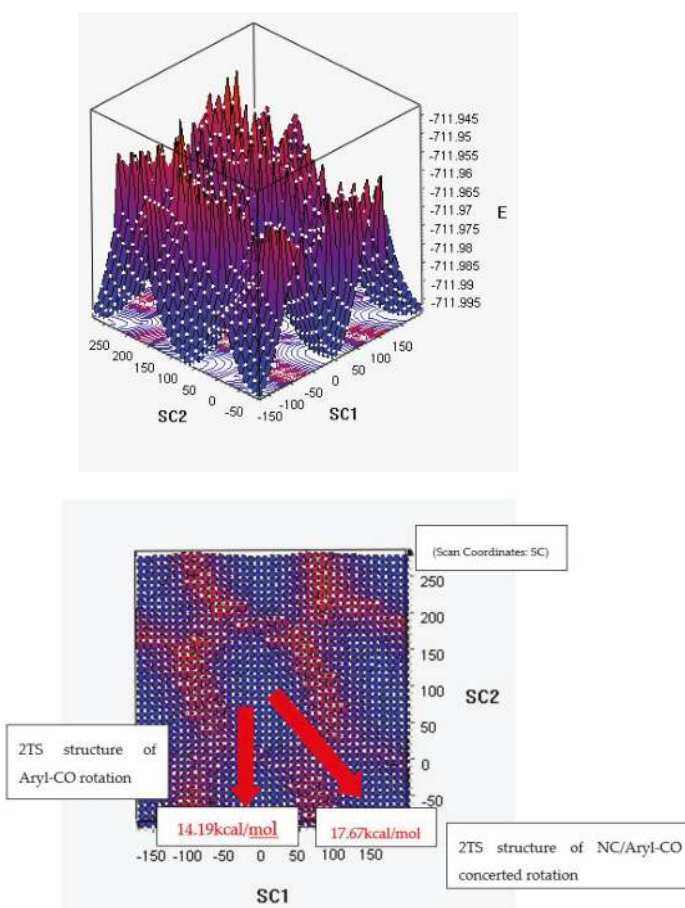 -711.945
-711.95
-711.955
-711.96
-711.965
-711.97
E
-711.975
-711.98
-711.985
-711.99
-711.995
250
200
150
100
50
0
-50
SC2
-150
-100
-50
0
50
100
150
SC1
(Scan Coordinates: SC)
250
200
150
100
SC2
50
0
-50
2TS structure of
Aryl-CO rotation
14.19kcal/mol
17.67kcal/mol
2TS structure of NC/Aryl-CO
concerted rotation
-150 -100 -50 0 50 100 150
SC1